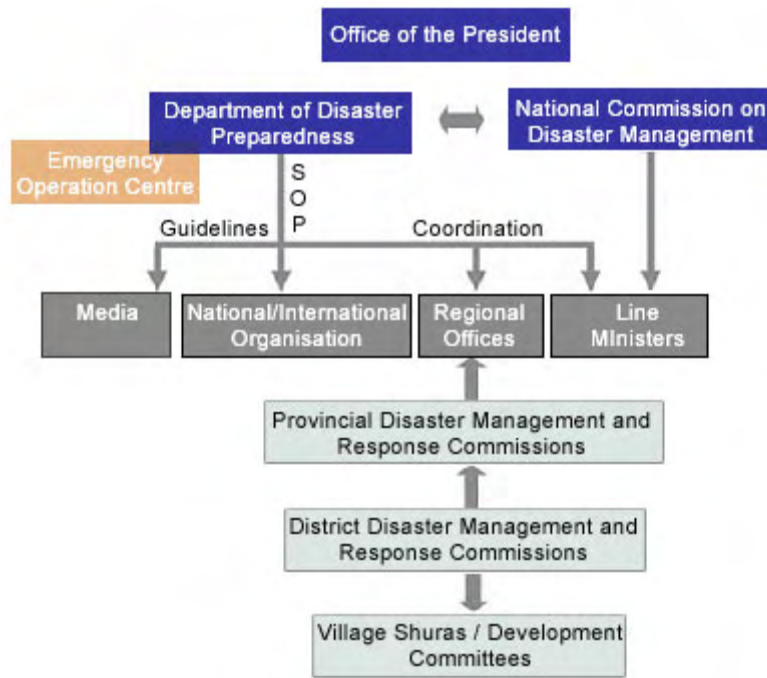 Office of the President
Department of Disaster
Preparedness
National Commission on
Disaster Management
Emergency
Operation Centre
S
O
P
Guidelines
Coordination
Media
National/International
Organisation
Regional
Offices
Line
MInisters
Provincial Disaster Management and
Response Commissions
District Disaster Management and
Response Commissions
Village Shuras / Development
Committees